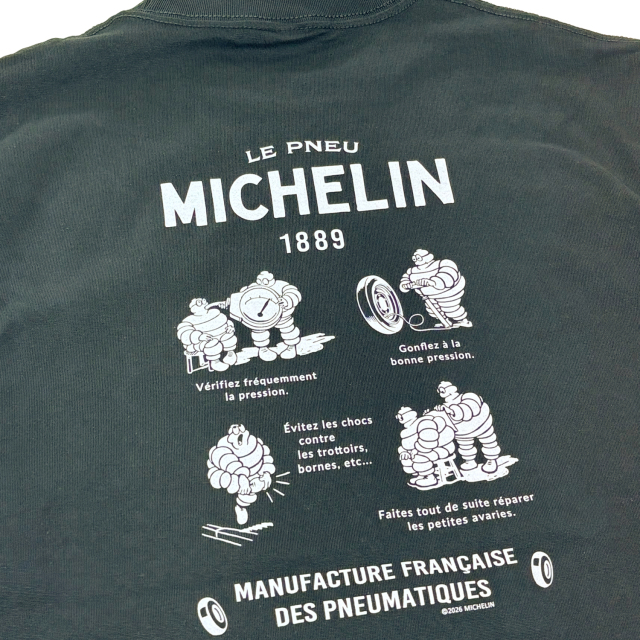 LE PNEU
MICHELIN
1889
Vérifiez fréquemment
la pression.
Gonflez à la
bonne pression.
Évitez les chocs
contre
les trottoirs,
bornes, etc...
Faites tout de suite réparer
les petites avaries.
MANUFACTURE FRANÇAISE
DES PNEUMATIQUES
©2026 MICHELIN